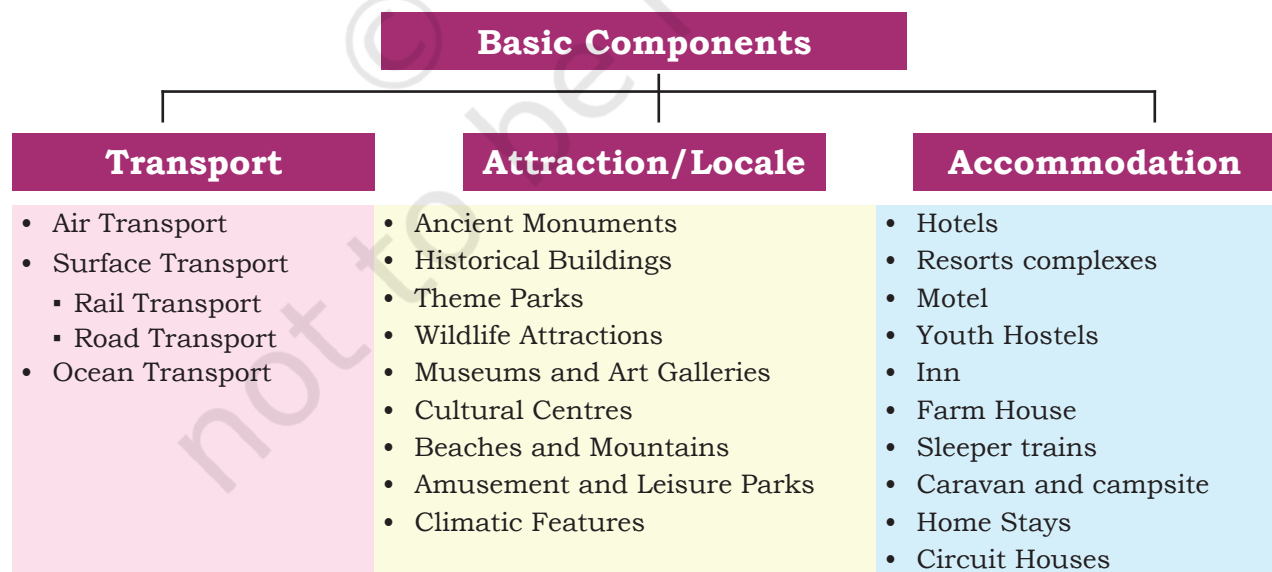 ©
not to be r
Basic Components
Transport
• Air Transport
• Surface Transport
▪ Rail Transport
▪ Road Transport
• Ocean Transport
Attraction/Locale
• Ancient Monuments
• Historical Buildings
• Theme Parks
• Wildlife Attractions
• Museums and Art Galleries
• Cultural Centres
• Beaches and Mountains
• Amusement and Leisure Parks
• Climatic Features
Accommodation
• Hotels
• Resorts complexes
• Motel
• Youth Hostels
• Inn
• Farm House
• Sleeper trains
• Caravan and campsite
• Home Stays
• Circuit Houses